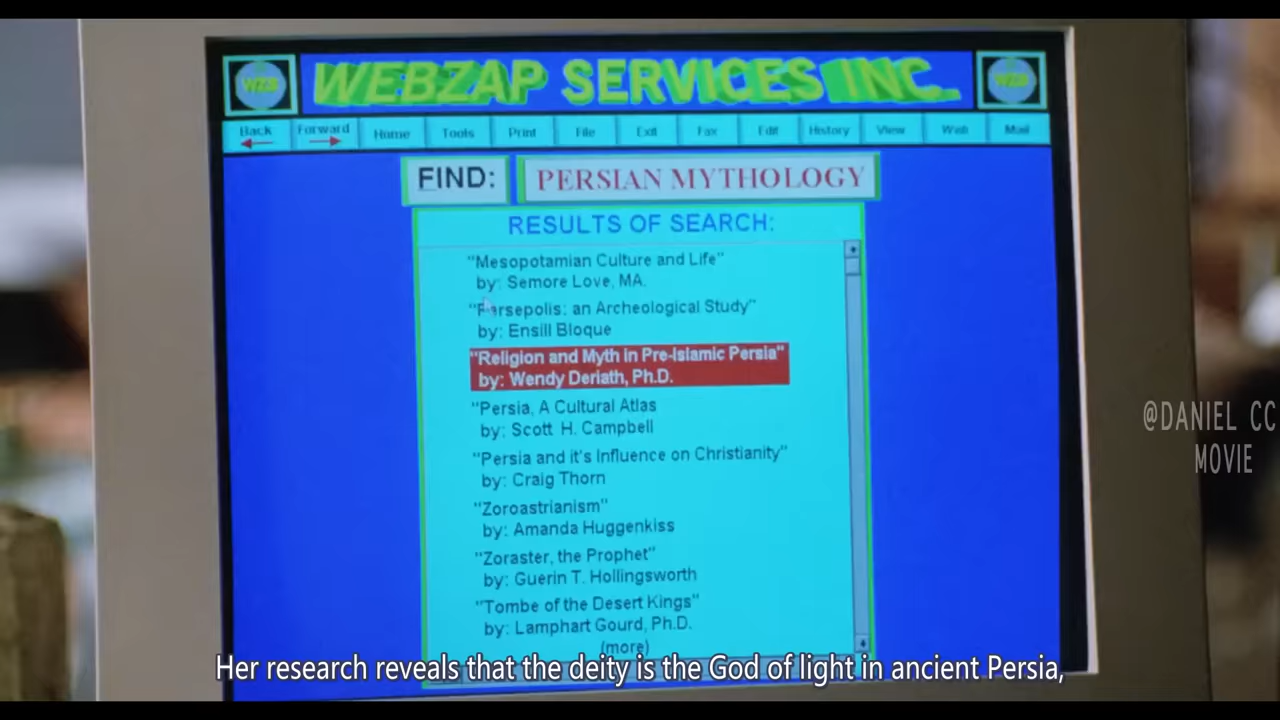 WZS
WEBZAP SERVICES INC.
WZS
Back
Forward
Home
Tools
Print
File
Exit
Fax
Edit
History
View
Web
Mail
FIND:
PERSIAN MYTHOLOGY
RESULTS OF SEARCH:
"Mesopotamian Culture and Life"
by: Semore Love, MA.
"Persepolis: an Archeological Study"
by: Ensill Bloque
"Religion and Myth in Pre-Islamic Persia"
by: Wendy Deriath, Ph.D.
"Persia, A Cultural Atlas
by: Scott H. Campbell
"Persia and it's Influence on Christianity"
by: Craig Thorn
"Zoroastrianism"
by: Amanda Huggenkiss
"Zoraster, the Prophet"
by: Guerin T. Hollingsworth
"Tombe of the Desert Kings"
by: Lamphart Gourd, Ph.D.
(more)
@DANIEL CC
MOVIE
Her research reveals that the deity is the God of light in ancient Persia,